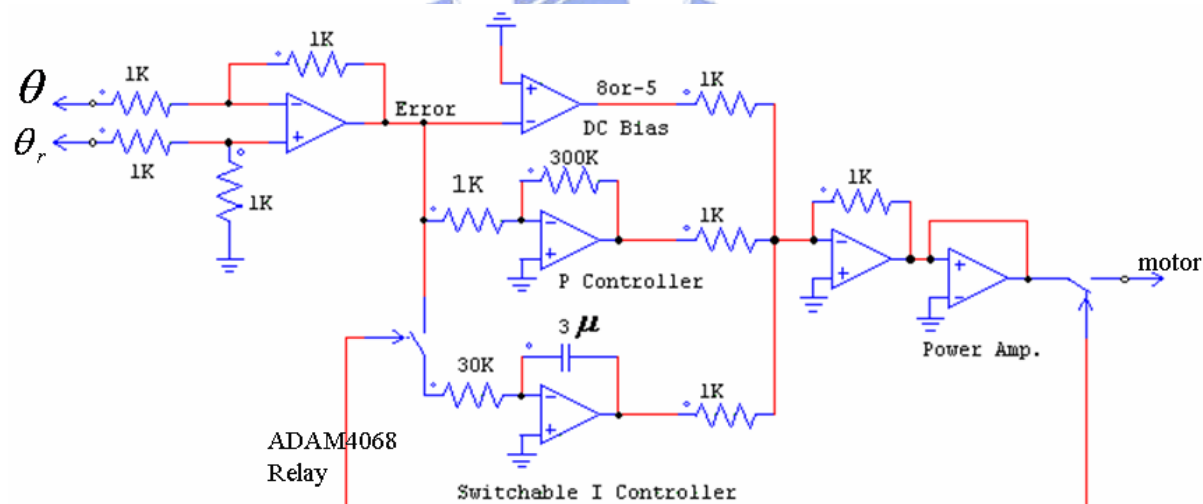 1K
1K
θ
Error
8or-5
1K
DC Bias
θr
1K
1K
300K
1K
1K
1K
P Controller
motor
3 μ
Power Amp.
30K
1K
ADAM4068
Relay
Switchable I Controller